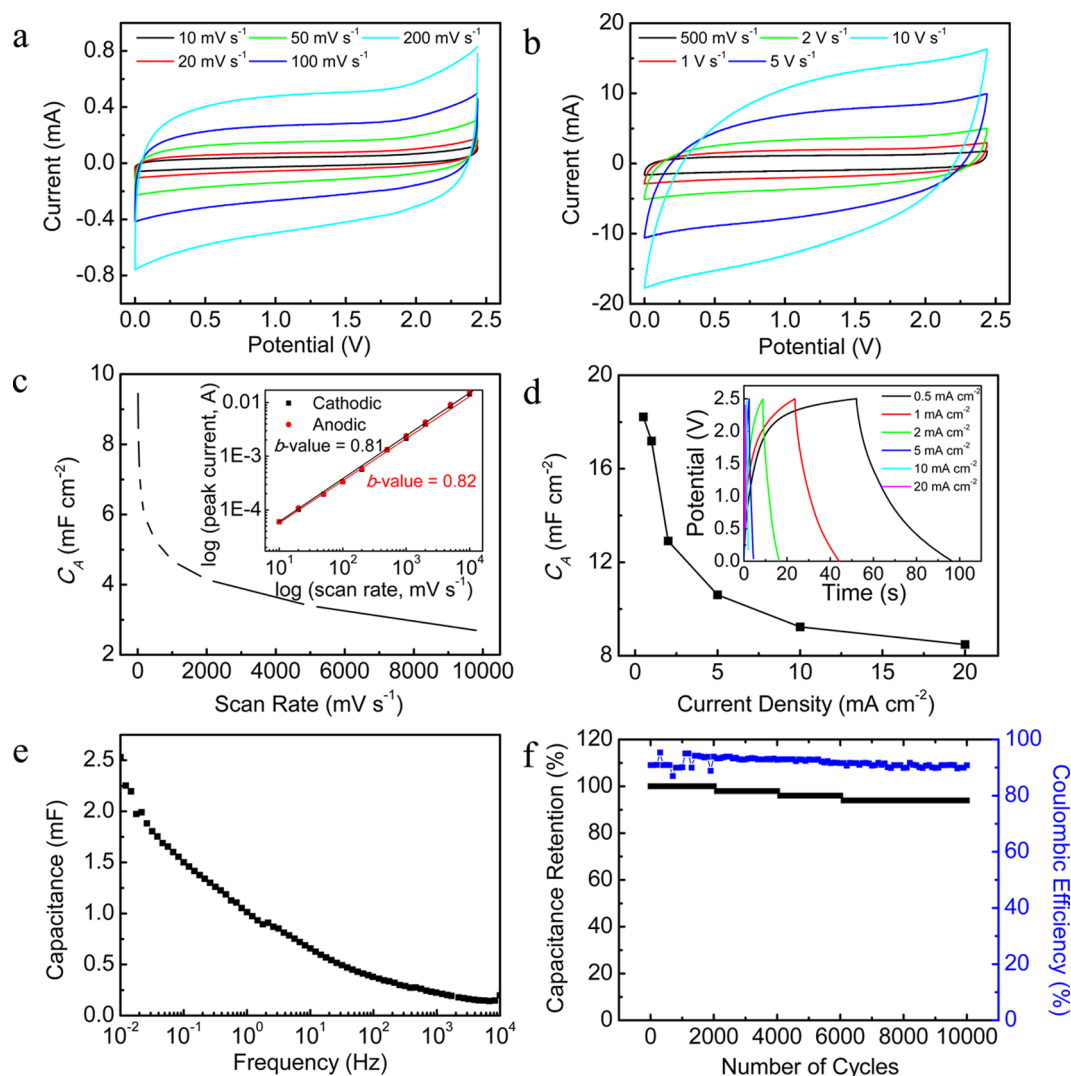 a
10 mV s⁻¹ 50 mV s⁻¹ 200 mV s⁻¹
20 mV s⁻¹ 100 mV s⁻¹
0.8
0.4
0.0
-0.4
-0.8
Current (mA)
0.0 0.5 1.0 1.5 2.0 2.5
Potential (V)
b
500 mV s⁻¹ 2 V s⁻¹ 10 V s⁻¹
1 V s⁻¹ 5 V s⁻¹
20
10
0
-10
-20
Current (mA)
0.0 0.5 1.0 1.5 2.0 2.5
Potential (V)
c
10
8
6
4
2
C_A (mF cm⁻²)
0 2000 4000 6000 8000 10000
Scan Rate (mV s⁻¹)
log (peak current, A)
0.01
1E-3
1E-4
Cathodic
Anodic
b-value = 0.81
b-value = 0.82
10¹ 10² 10³ 10⁴
log (scan rate, mV s⁻¹)
d
20
16
12
8
C_A (mF cm⁻²)
0 5 10 15 20
Current Density (mA cm⁻²)
Potential (V)
2.5
2.0
1.5
1.0
0.5
0.0
0.5 mA cm⁻²
1 mA cm⁻²
2 mA cm⁻²
5 mA cm⁻²
10 mA cm⁻²
20 mA cm⁻²
0 20 40 60 80 100
Time (s)
e
2.5
2.0
1.5
1.0
0.5
0.0
Capacitance (mF)
10⁻² 10⁻¹ 10⁰ 10¹ 10² 10³ 10⁴
Frequency (Hz)
f
120
100
80
60
40
20
0
Capacitance Retention (%)
100
80
60
40
20
0
Coulombic Efficiency (%)
0 2000 4000 6000 8000 10000
Number of Cycles